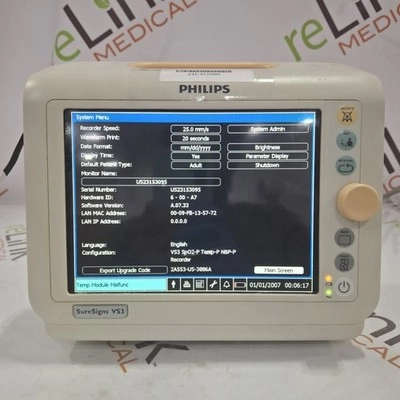 reLink
MEDICAL
PHILIPS
System Menu
Recorder Speed: 25.0 mm/s System Admin
Waveform Print: 20 seconds
Date Format: mm/dd/yyyy Brightness
Display Time: Yes Parameter Display
Default Patient Type: Adult Shutdown
Monitor Name:
US23153095
Serial Number: US23153095
Hardware ID: 6 - 00 - A7
Software Version: A.07.33
LAN MAC Address: 00-09-FB-13-57-72
LAN IP Address: 0.0.0.0
Language: English
Configuration: VS3 SpO2-P Temp-P NBP-P
Recorder
Export Upgrade Code 2AS53-US-3886A Main Screen
Temp Module Malfunc 01/01/2007 00:06:17
SureSigns VS3